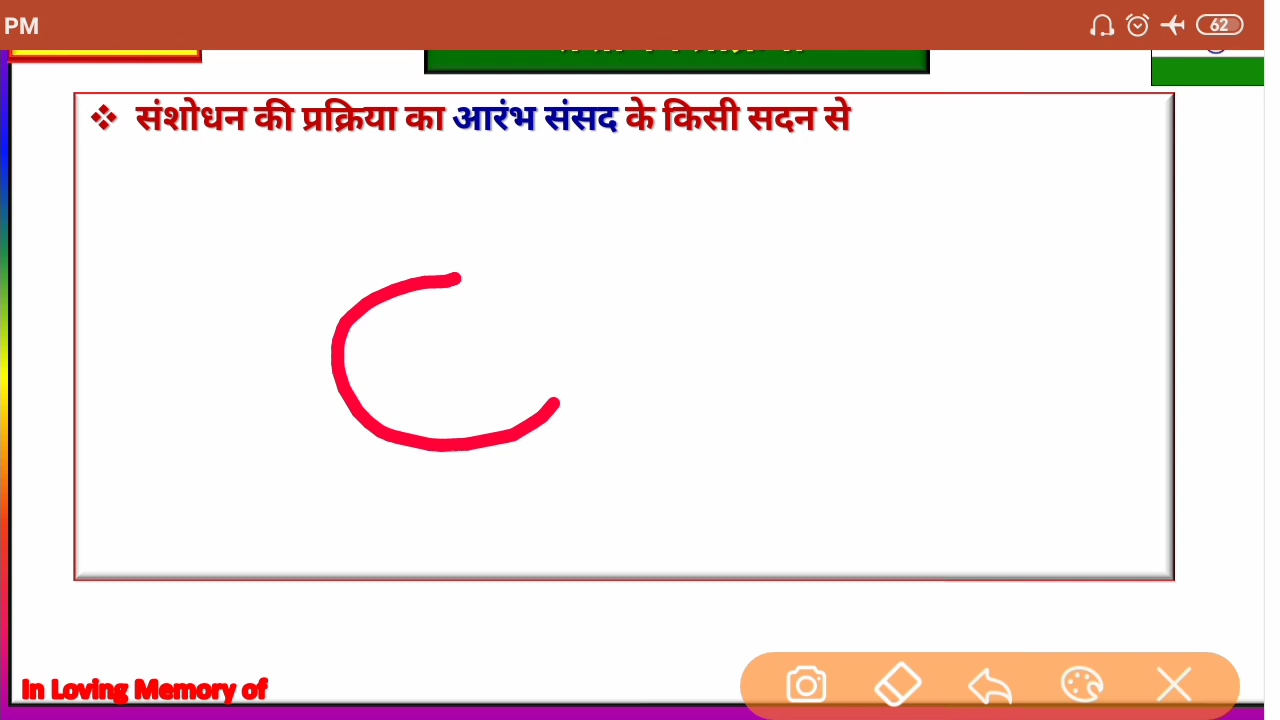 PM
62
❖ संशोधन की प्रक्रिया का आरंभ संसद के किसी सदन से
In Loving Memory of